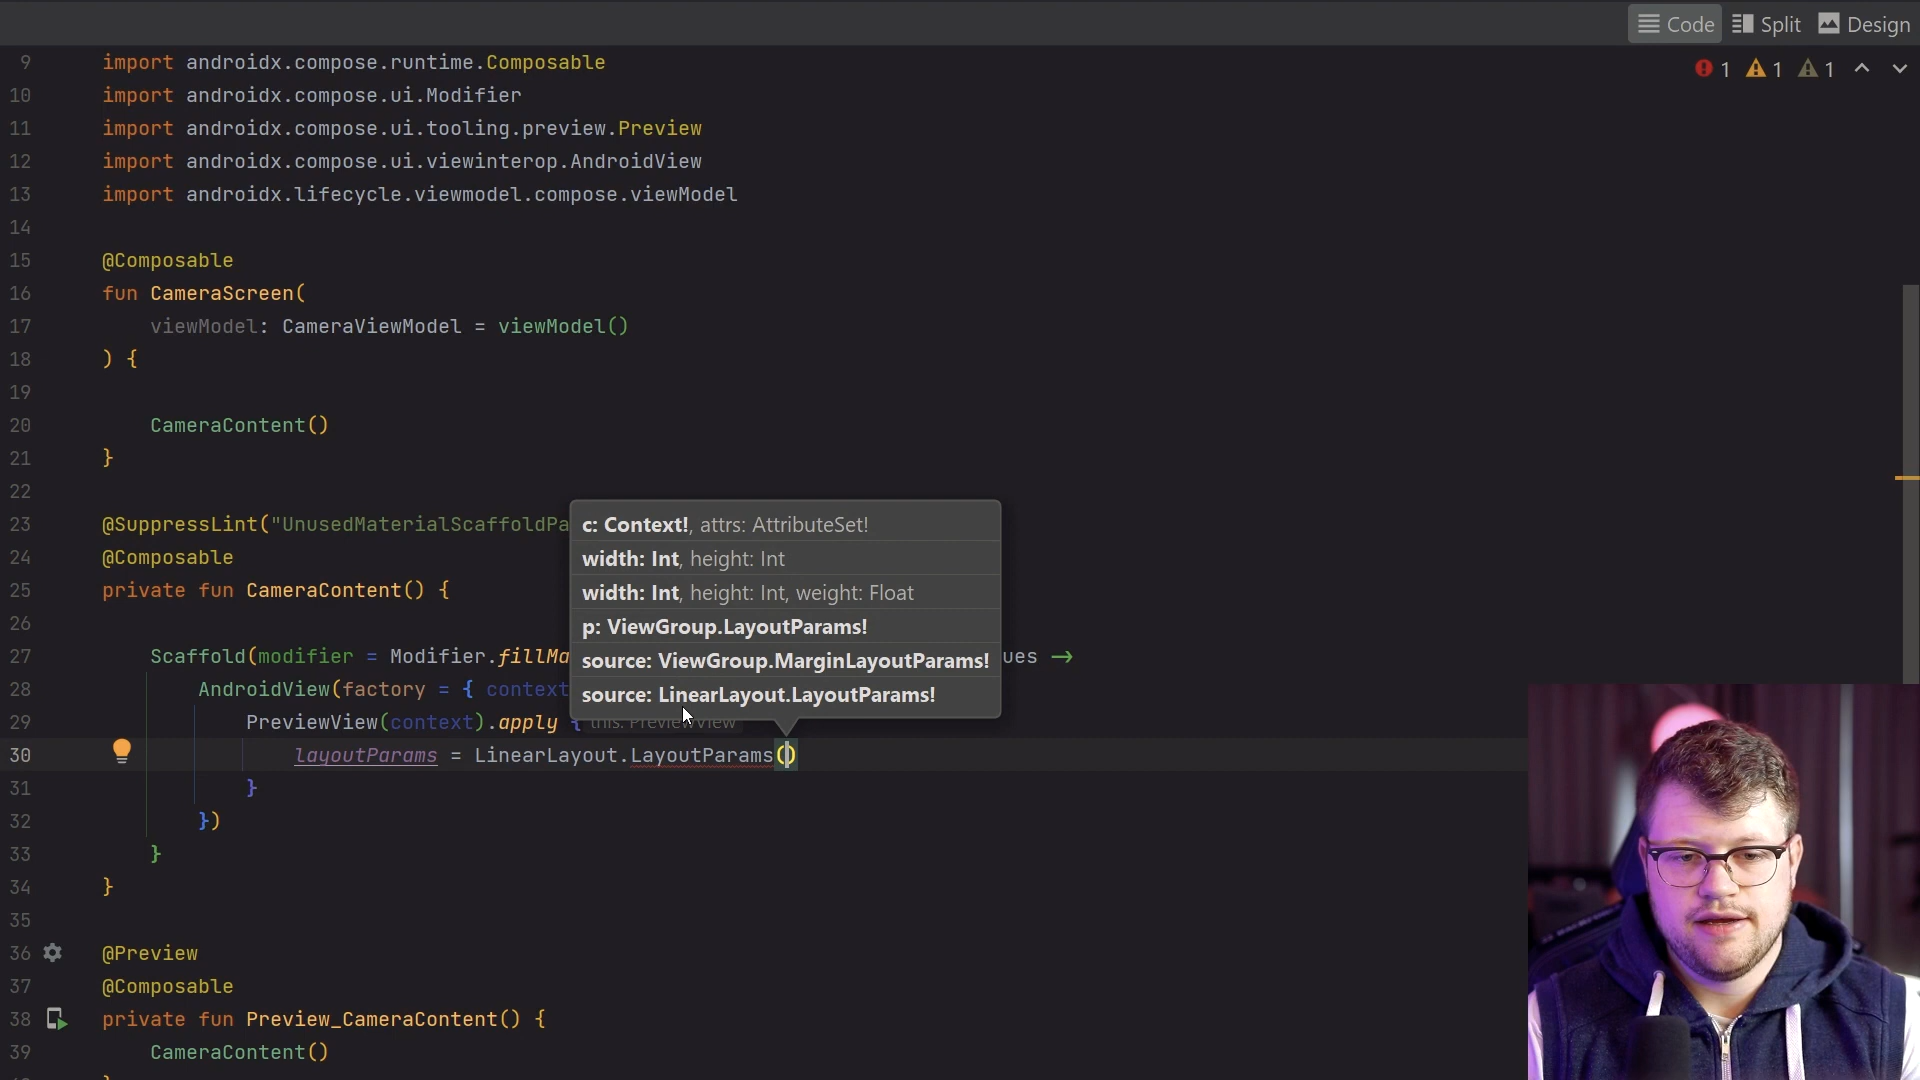 Code Split Design
9 import androidx.compose.runtime.Composable
1 1 1
10 import androidx.compose.ui.Modifier
11 import androidx.compose.ui.tooling.preview.Preview
12 import androidx.compose.ui.viewinterop.AndroidView
13 import androidx.lifecycle.viewmodel.compose.viewModel
14
15 @Composable
16 fun CameraScreen(
17 viewModel: CameraViewModel = viewModel()
18 ) {
19
20 CameraContent()
21 }
22
23 @SuppressLint("UnusedMaterialScaffoldPa
24 @Composable
25 private fun CameraContent() {
26
27 Scaffold(modifier = Modifier.fillMa ues →
28 AndroidView(factory = { context
29 PreviewView(context).apply { this: PreviewView
30 layoutParams = LinearLayout.LayoutParams()
31 }
32 })
33 }
34 }
35
36 @Preview
37 @Composable
38 private fun Preview_CameraContent() {
39 CameraContent()
c: Context!, attrs: AttributeSet!
width: Int, height: Int
width: Int, height: Int, weight: Float
p: ViewGroup.LayoutParams!
source: ViewGroup.MarginLayoutParams!
source: LinearLayout.LayoutParams!